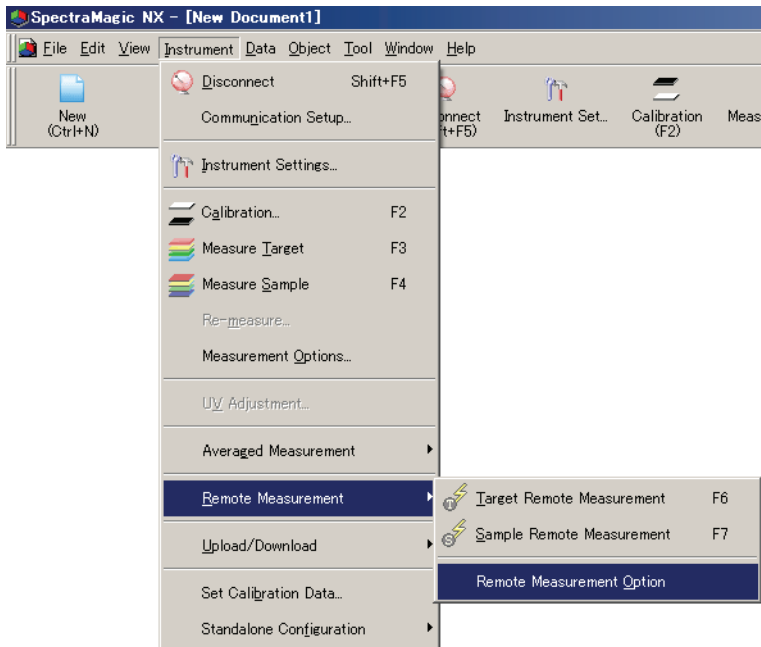 SpectraMagic NX - [New Document1]
File Edit View Instrument Data Object Tool Window Help
New
(Ctrl+N)
onnect
ft+F5)
Instrument Set...
Calibration
(F2)
Meas
Disconnect Shift+F5
Communication Setup...
Instrument Settings...
Calibration... F2
Measure Target F3
Measure Sample F4
Re-measure...
Measurement Options...
UV Adjustment...
Averaged Measurement
Remote Measurement
Target Remote Measurement F6
Sample Remote Measurement F7
Remote Measurement Option
Upload/Download
Set Calibration Data...
Standalone Configuration